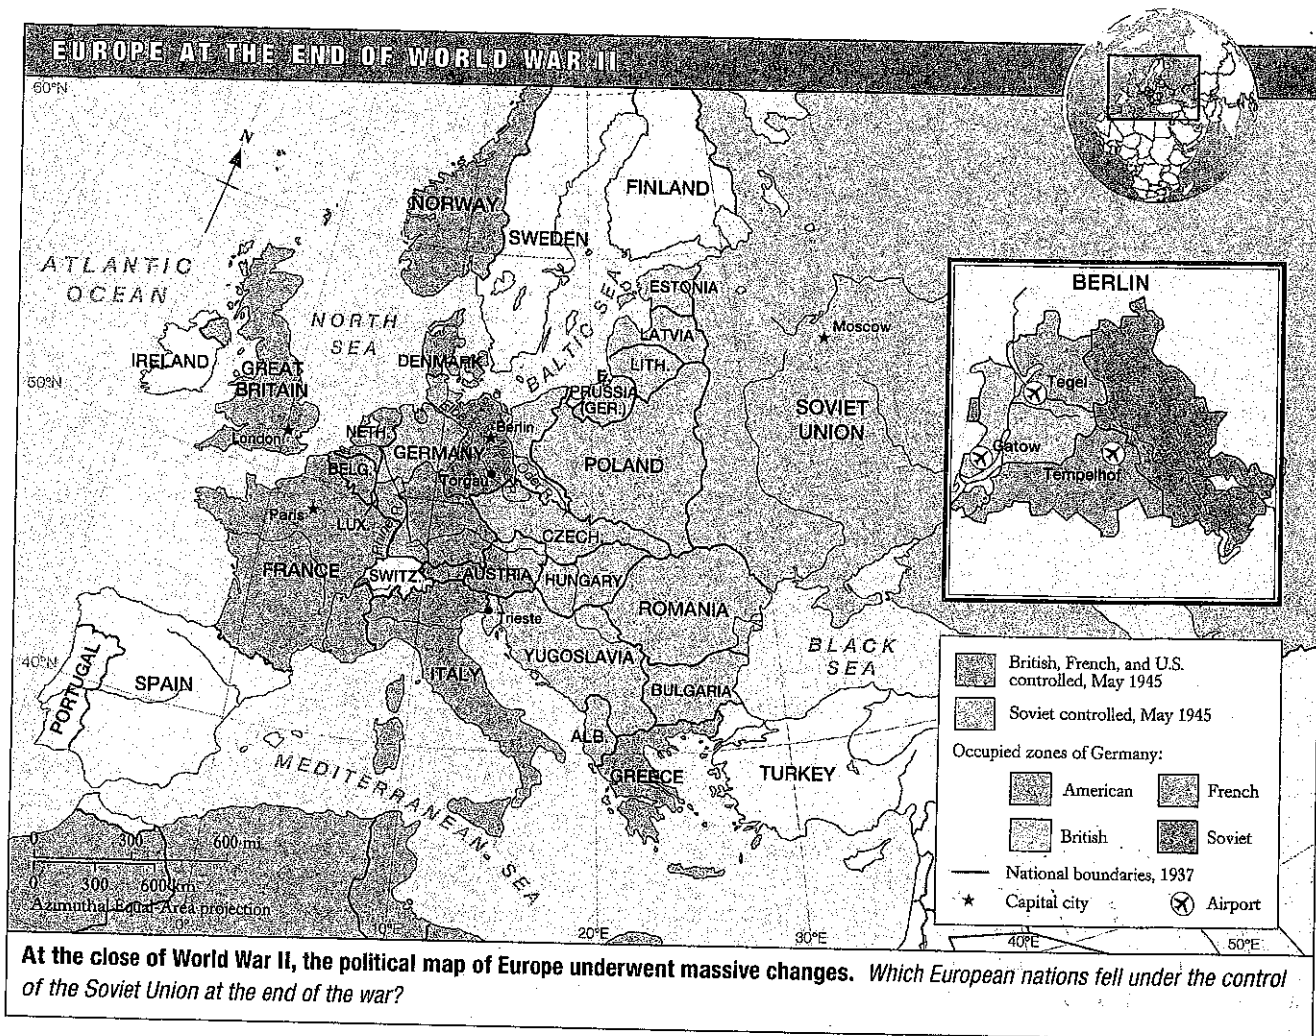 EUROPE AT THE END OF WORLD WAR II
60°N
N
NORWAY
SWEDEN
FINLAND
ATLANTIC
OCEAN
NORTH
SEA
BALTIC SEA
ESTONIA
LATVIA
LITH.
E.
PRUSSIA
(GER.)
Moscow
SOVIET
UNION
IRELAND
GREAT
BRITAIN
London
50°N
DENMARK
NETH.
BELG.
GERMANY
Berlin
Torgau
Oder R.
POLAND
Paris
LUX.
Rhine R.
FRANCE
SWITZ.
CZECH.
AUSTRIA
HUNGARY
ROMANIA
Trieste
YUGOSLAVIA
BLACK
SEA
40°N
PORTUGAL
SPAIN
ITALY
BULGARIA
ALB.
GREECE
TURKEY
MEDITERRANEAN SEA
0 300 600 mi.
0 300 600 km
Azimuthal Equal-Area projection
0°
10°E
20°E
30°E
40°E
50°E
BERLIN
Tegel
Gatow
Tempelhof
British, French, and U.S.
controlled, May 1945
Soviet controlled, May 1945
Occupied zones of Germany:
American
French
British
Soviet
National boundaries, 1937
Capital city
Airport
At the close of World War II, the political map of Europe underwent massive changes. Which European nations fell under the control
of the Soviet Union at the end of the war?